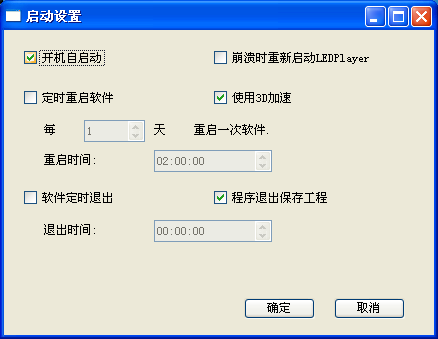 启动设置
开机自启动
崩溃时重新启动LEDPlayer
定时重启软件
使用3D加速
每 1 天 重启一次软件.
重启时间: 02:00:00
软件定时退出
程序退出保存工程
退出时间: 00:00:00
确定
取消